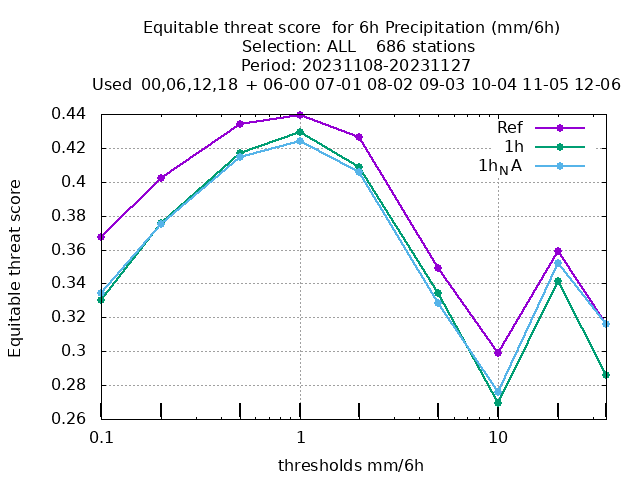 Equitable threat score  for 6h Precipitation (mm/6h)
Selection: ALL    686 stations
Period: 20231108-20231127
Used  00,06,12,18  + 06-00 07-01 08-02 09-03 10-04 11-05 12-06
Ref
1h
1h_NA
0.44
0.42
0.4
0.38
0.36
0.34
0.32
0.3
0.28
0.26
Equitable threat score
0.1 1 10
thresholds mm/6h